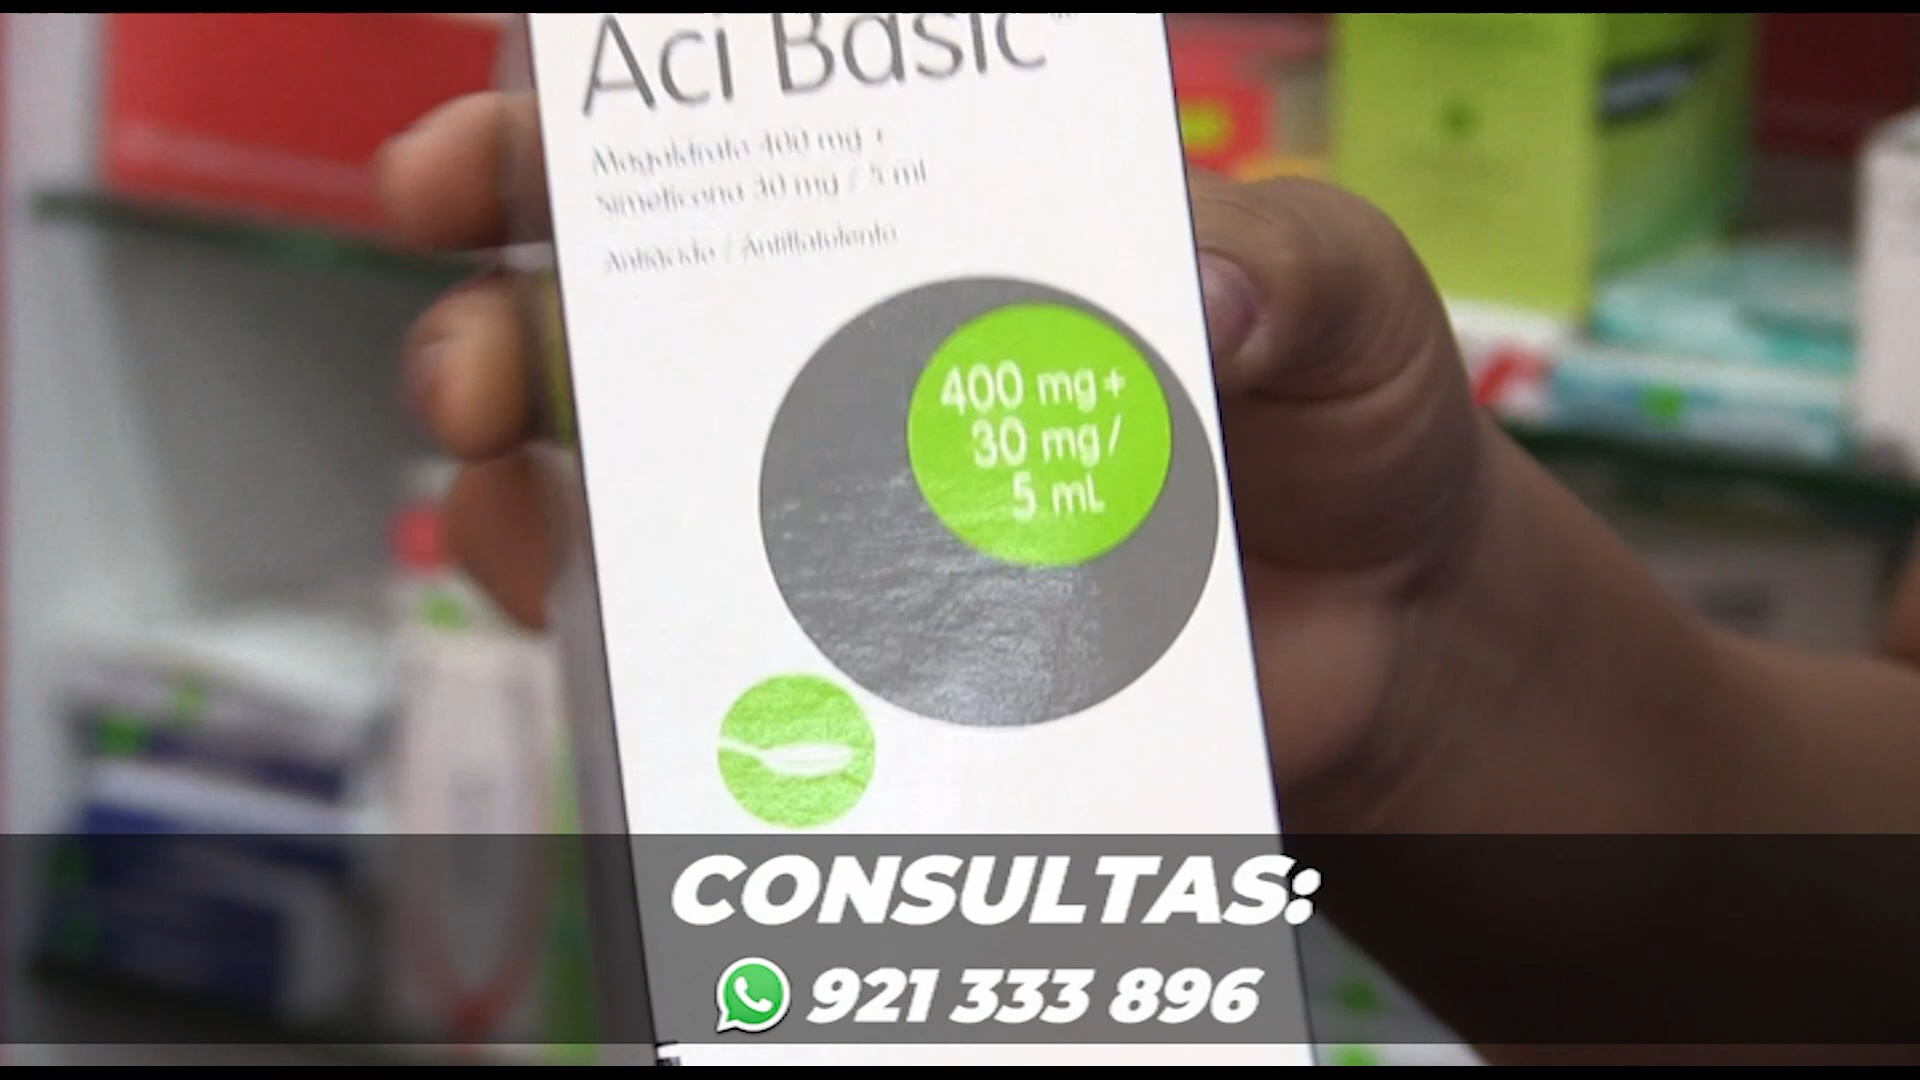 Aci Basic
Magaldrato 400 mg +
Simeticona 30 mg / 5 ml
Antiácido / Antiflatulento
400 mg+
30 mg/
5 mL
CONSULTAS:
921 333 896